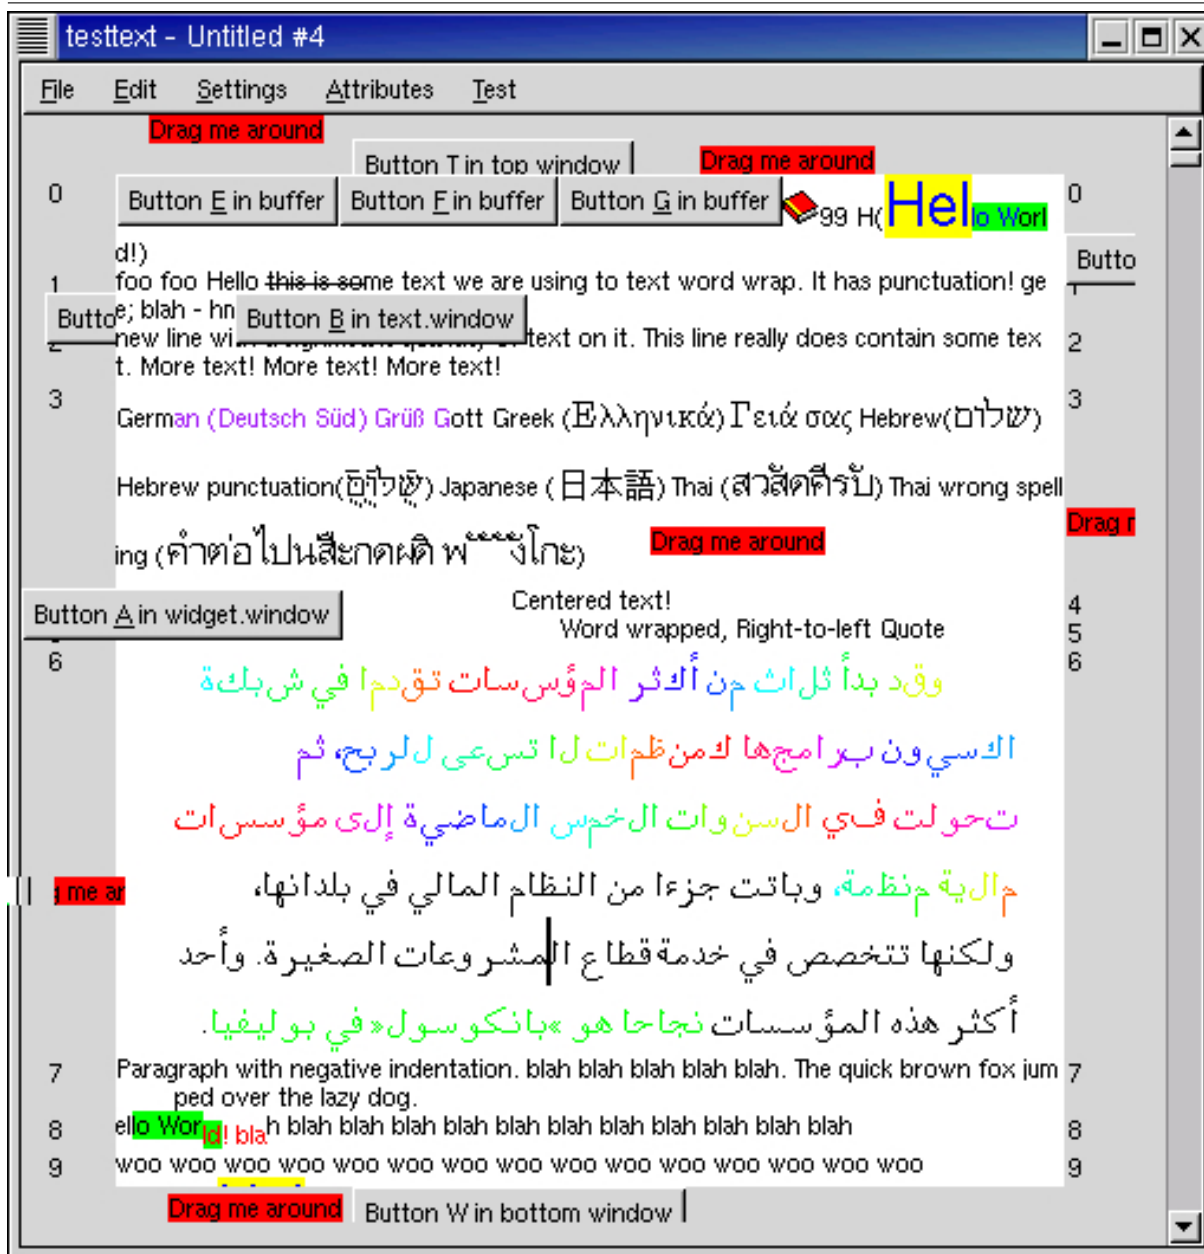 testtext - Untitled #4
File Edit Settings Attributes Test
Drag me around
Button T in top window
Drag me around
0 Button E in buffer Button F in buffer Button G in buffer 99 H(Hello Worl 0
d!)
Butto
1 foo foo Hello this is some text we are using to text word wrap. It has punctuation! ge
Butto e; blah - hn Button B in text.window
new line wi text on it. This line really does contain some tex 2
t. More text! More text! More text!
3 German (Deutsch Süd) Grüß Gott Greek (Ελληνικά) Γειά σας Hebrew(שלום) 3
Hebrew punctuation(שלום) Japanese (日本語) Thai (สวัสดีครับ) Thai wrong spell
Drag
ing (
Drag me around
Button A in widget.window
Centered text! 4
Word wrapped, Right-to-left Quote 5
6 وقد بدأ ثلاث من أكثر المؤسسات تقدما في شبكة 6
اكسيون برامجها كمنظمات لا تسعى للربح، ثم
تحولت في السنوات الخمس الماضية إلى مؤسسات
مالية منظمة، وباتت جزءا من النظام المالي في بلدانها،
g me ar
ولكنها تتخصص في خدمة قطاع المشروعات الصغيرة. وأحد
أكثر هذه المؤسسات نجاحا هو »بانكوسول« في بوليفيا.
7 Paragraph with negative indentation. blah blah blah blah blah. The quick brown fox jum 7
ped over the lazy dog.
8 ello World! blah blah blah blah blah blah blah blah blah blah blah blah 8
9 woo woo woo woo woo woo woo woo woo woo woo woo woo woo woo 9
Drag me around Button W in bottom window